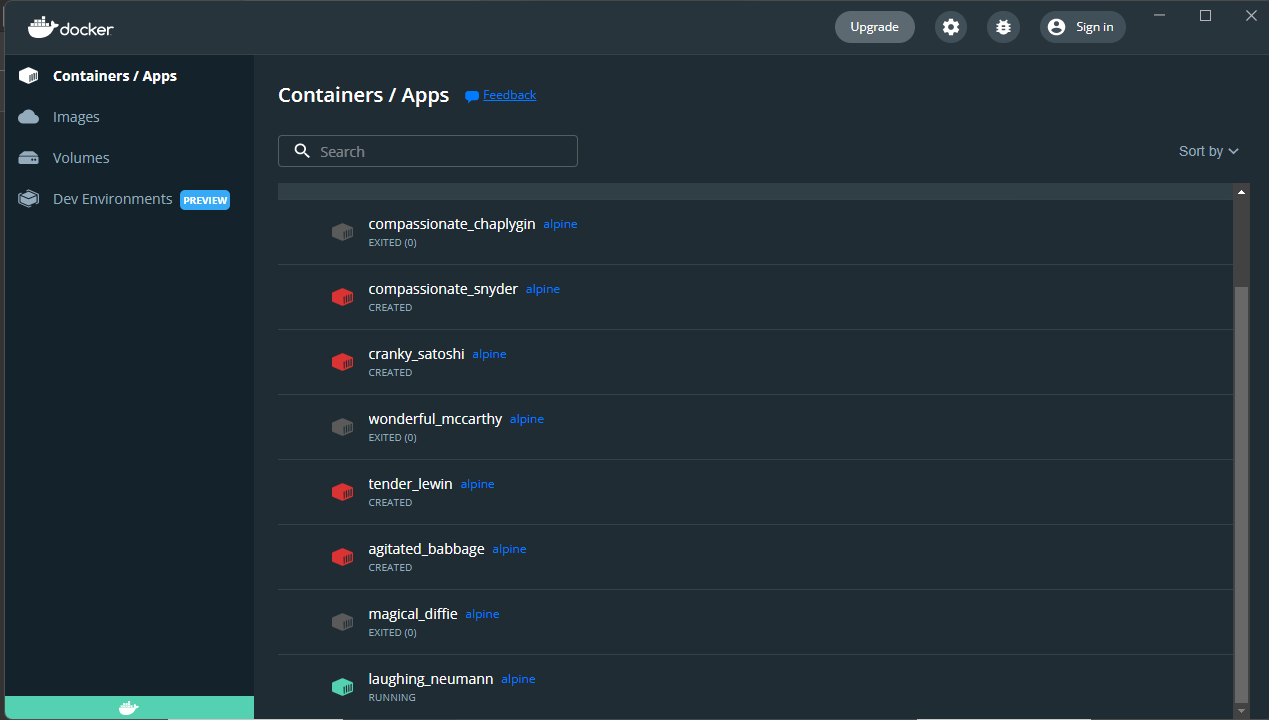 docker
Upgrade
Sign in
Containers / Apps
Images
Volumes
Dev Environments PREVIEW
Containers / Apps Feedback
Search
Sort by
compassionate_chaplygin alpine
EXITED (0)
compassionate_snyder alpine
CREATED
cranky_satoshi alpine
CREATED
wonderful_mccarthy alpine
EXITED (0)
tender_lewin alpine
CREATED
agitated_babbage alpine
CREATED
magical_diffie alpine
EXITED (0)
laughing_neumann alpine
RUNNING